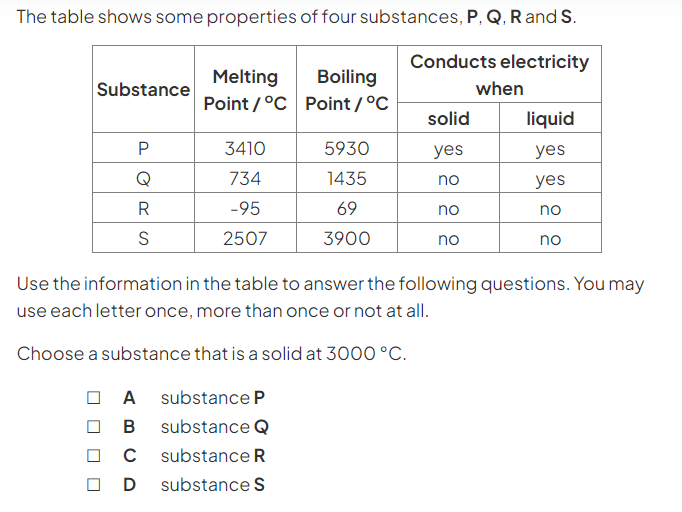 The table shows some properties of four substances, P, Q, R and S.
Substance Melting Point / °C Boiling Point / °C Conducts electricity when
solid liquid
P 3410 5930 yes yes
Q 734 1435 no yes
R -95 69 no no
S 2507 3900 no no
Use the information in the table to answer the following questions. You may
use each letter once, more than once or not at all.
Choose a substance that is a solid at 3000 °C.
☐ A substance P
☐ B substance Q
☐ C substance R
☐ D substance S